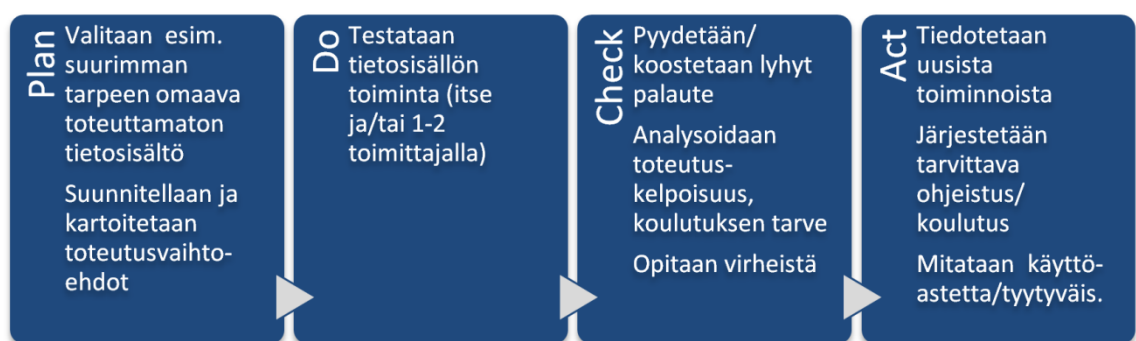 Plan
Valitaan esim.
suurimman
tarpeen omaava
toteuttamaton
tietosisältö
Suunnitellaan ja
kartoitetaan
toteutusvaihto-
ehdot
Do
Testataan
tietosisällön
toiminta (itse
ja/tai 1-2
toimittajalla)
Check
Pyydetään/
koostetaan lyhyt
palaute
Analysoidaan
toteutus-
kelpoisuus,
koulutuksen tarve
Opitaan virheistä
Act
Tiedotetaan
uusista
toiminnoista
Järjestetään
tarvittava
ohjeistus/
koulutus
Mitataan käyttö-
astetta/tyytyväis.